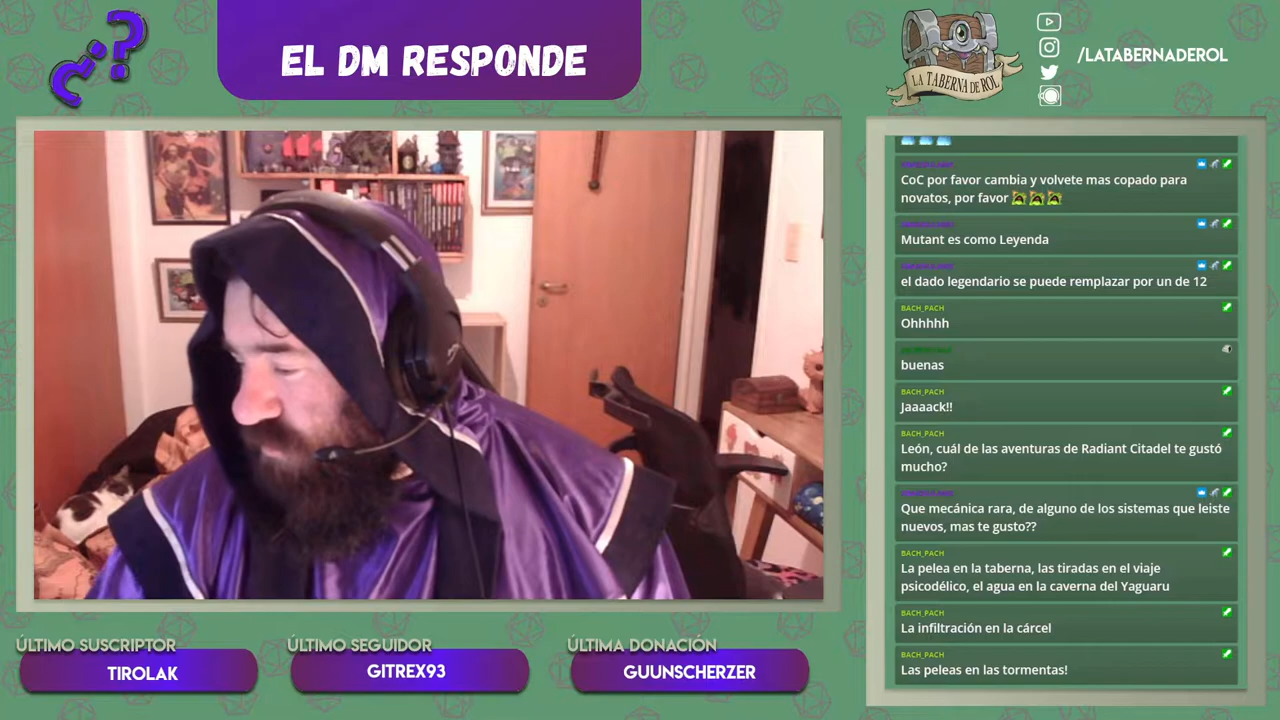 EL DM RESPONDE
LA TABERNA DE ROL
/LATABERNADEROL
CoC por favor cambia y volvete mas copado para
novatos, por favor
Mutant es como Leyenda
el dado legendario se puede remplazar por un de 12
BACH_PACH
Ohhhhh
buenas
BACH_PACH
Jaaaack!!
BACH_PACH
León, cuál de las aventuras de Radiant Citadel te gustó
mucho?
Que mecánica rara, de alguno de los sistemas que leiste
nuevos, mas te gusto??
BACH_PACH
La pelea en la taberna, las tiradas en el viaje
psicodélico, el agua en la caverna del Yaguaru
BACH_PACH
La infiltración en la cárcel
BACH_PACH
Las peleas en las tormentas!
ÚLTIMO SUSCRIPTOR
TIROLAK
ÚLTIMO SEGUIDOR
GITREX93
ÚLTIMA DONACIÓN
GUUNSCHERZER